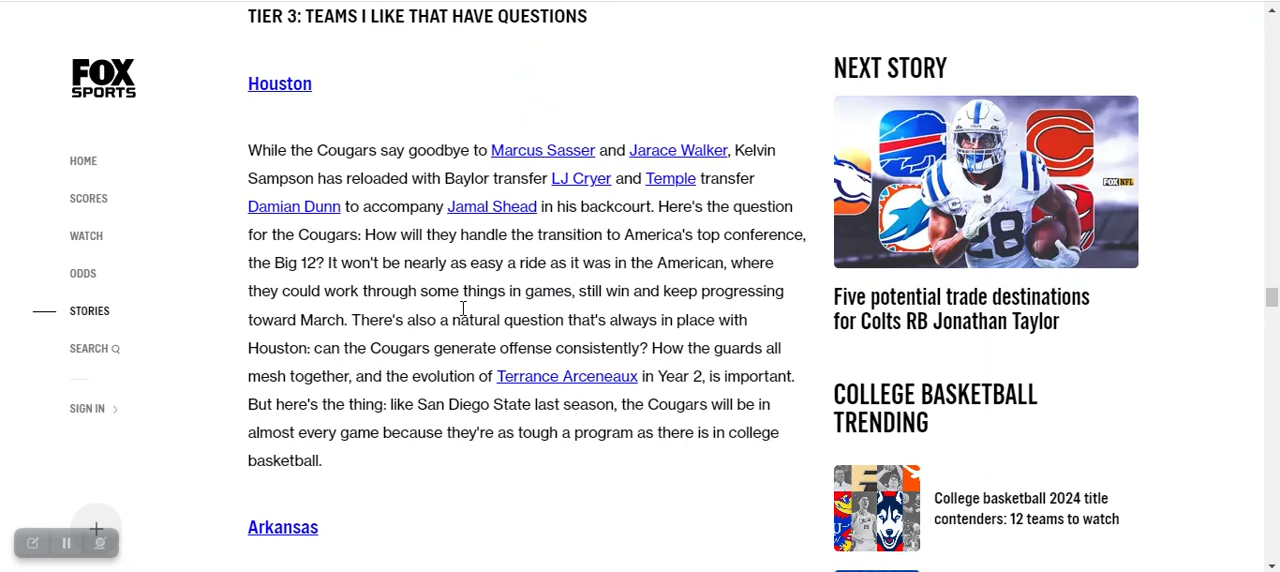 TIER 3: TEAMS I LIKE THAT HAVE QUESTIONS
FOX
SPORTS
HOME
SCORES
WATCH
ODDS
STORIES
SEARCH
SIGN IN
Houston
While the Cougars say goodbye to Marcus Sasser and Jarace Walker, Kelvin
Sampson has reloaded with Baylor transfer LJ Cryer and Temple transfer
Damian Dunn to accompany Jamal Shead in his backcourt. Here's the question
for the Cougars: How will they handle the transition to America's top conference,
the Big 12? It won't be nearly as easy a ride as it was in the American, where
they could work through some things in games, still win and keep progressing
toward March. There's also a natural question that's always in place with
Houston: can the Cougars generate offense consistently? How the guards all
mesh together, and the evolution of Terrance Arceneaux in Year 2, is important.
But here's the thing: like San Diego State last season, the Cougars will be in
almost every game because they're as tough a program as there is in college
basketball.
Arkansas
NEXT STORY
FOX NFL
28
Five potential trade destinations
for Colts RB Jonathan Taylor
COLLEGE BASKETBALL
TRENDING
College basketball 2024 title
contenders: 12 teams to watch